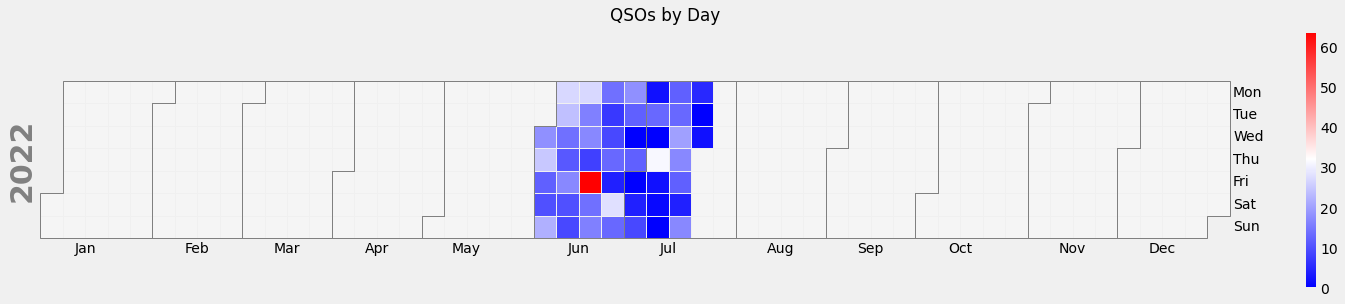 QSOs by Day
2022
Mon
Tue
Wed
Thu
Fri
Sat
Sun
Jan Feb Mar Apr May Jun Jul Aug Sep Oct Nov Dec
60
50
40
30
20
10
0